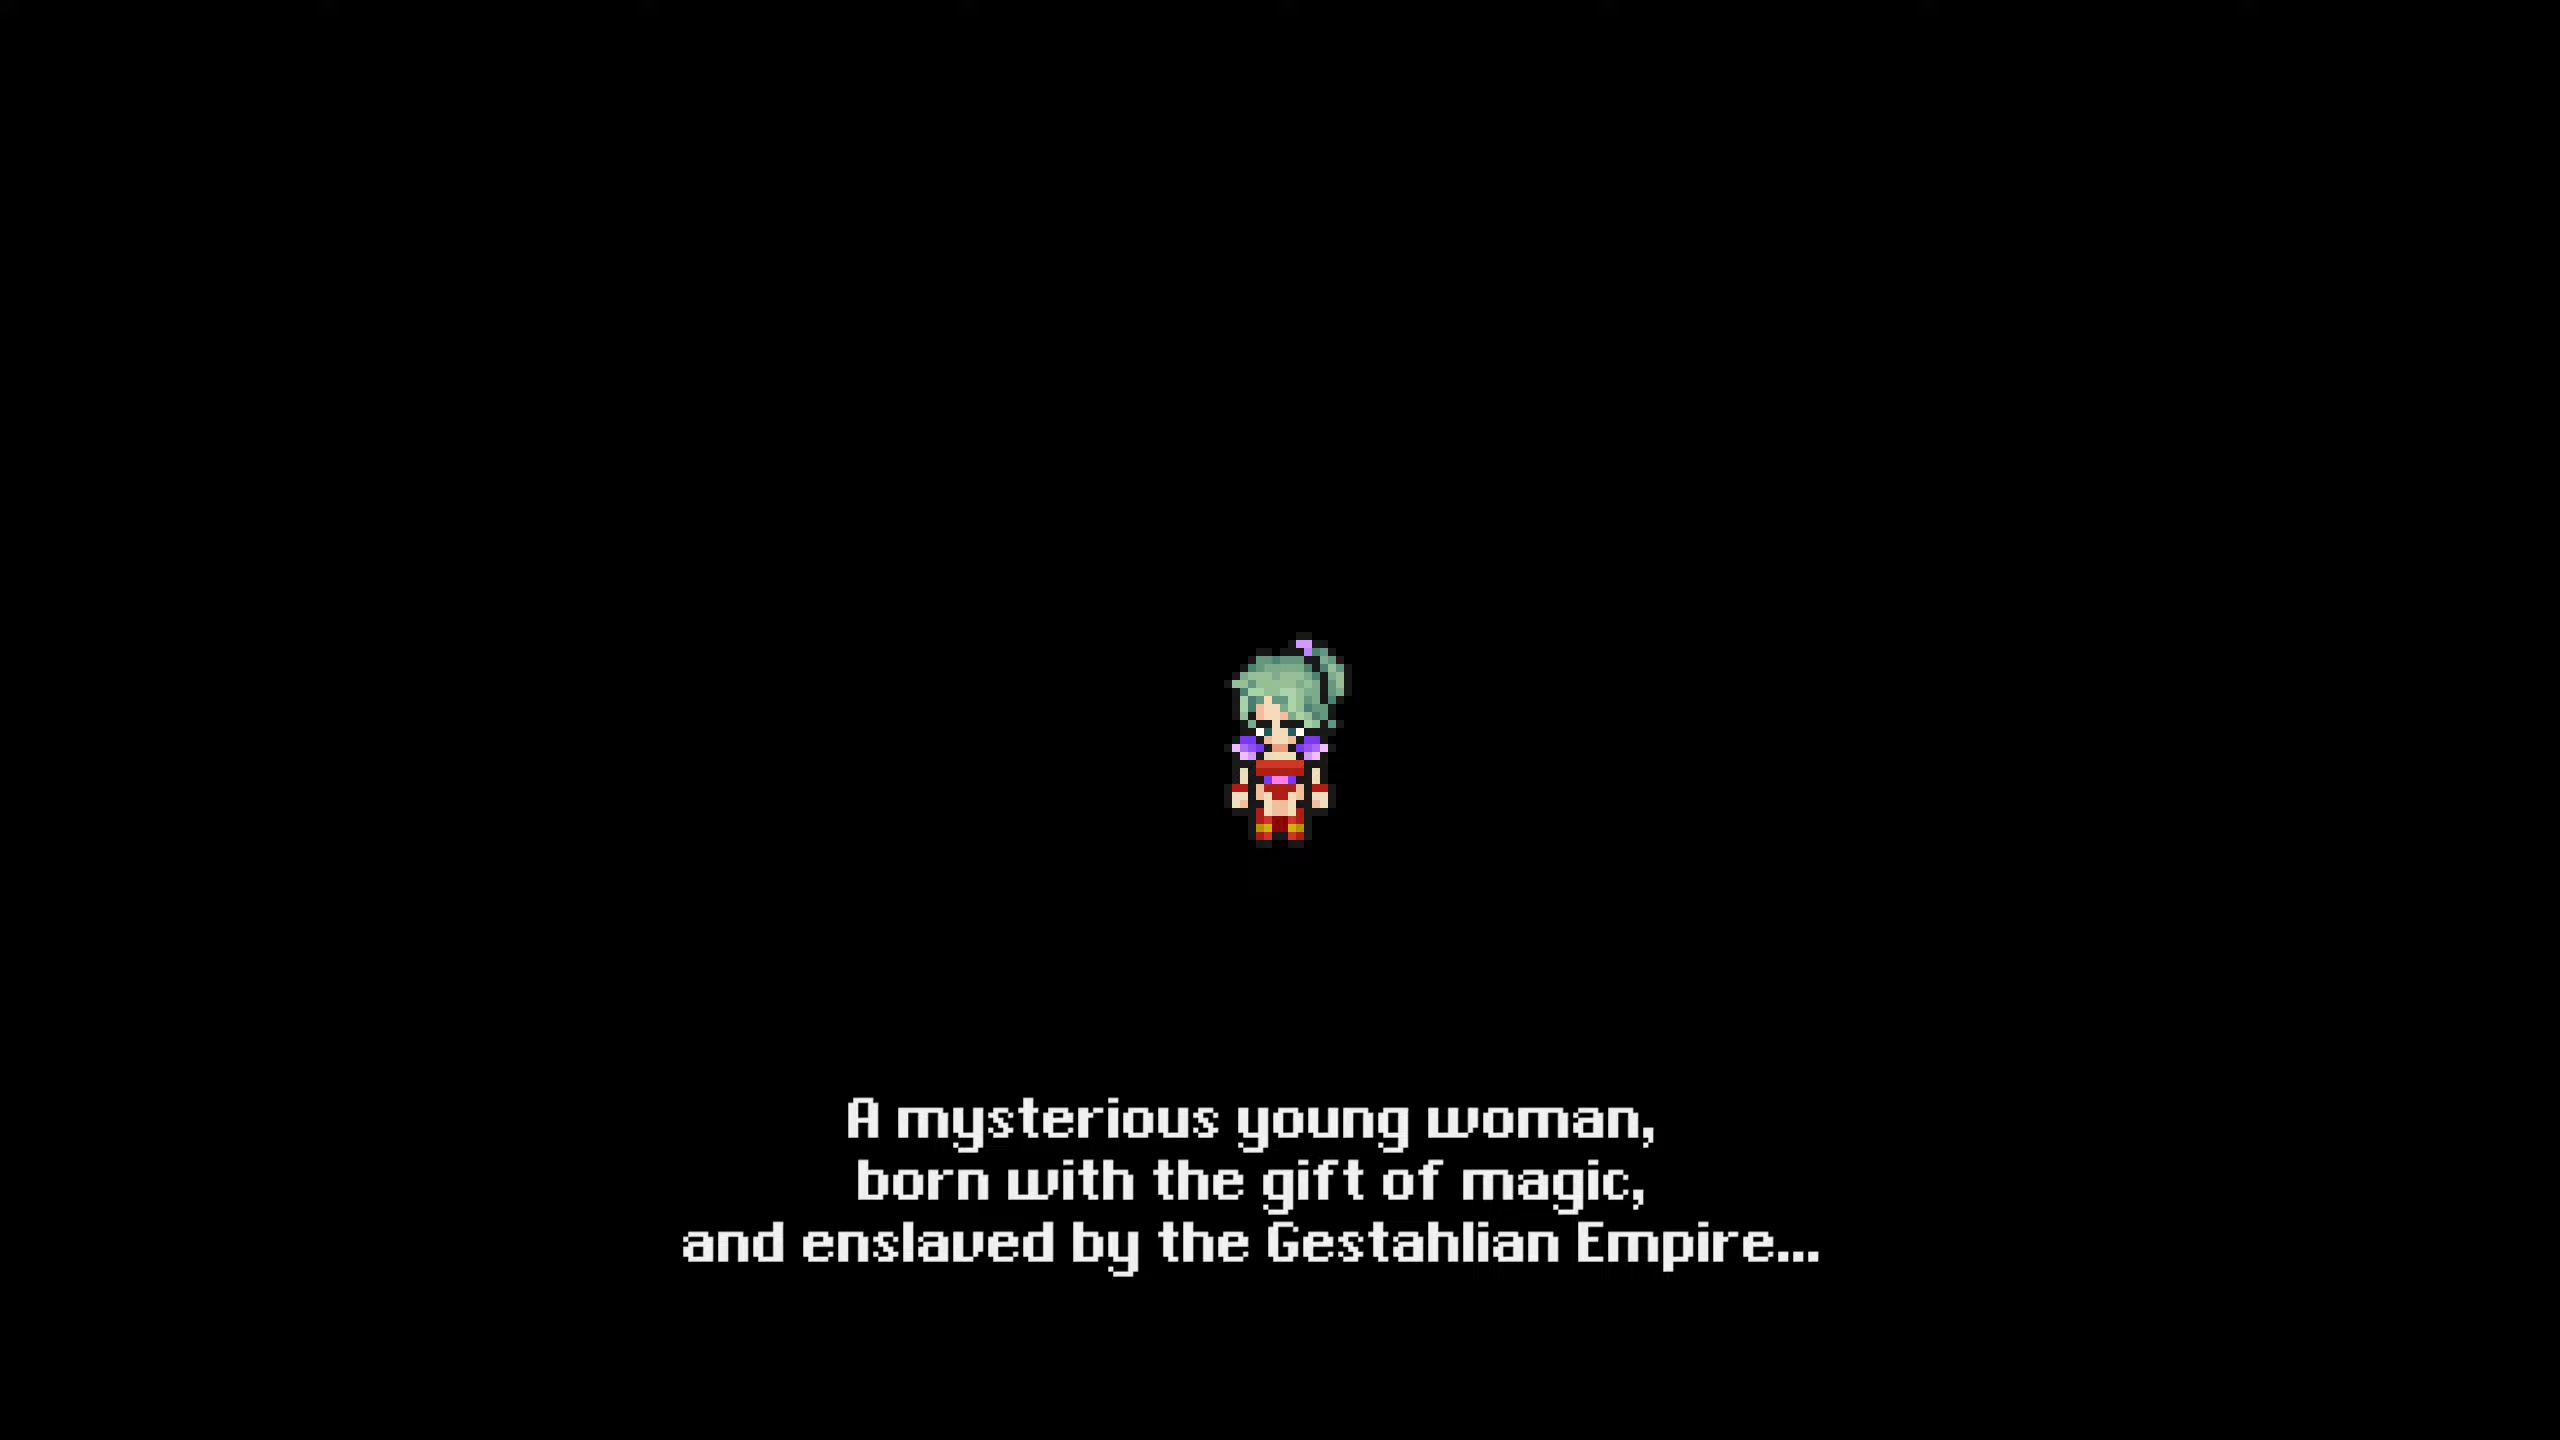 A mysterious young woman,
born with the gift of magic,
and enslaved by the Gestahlian Empire...